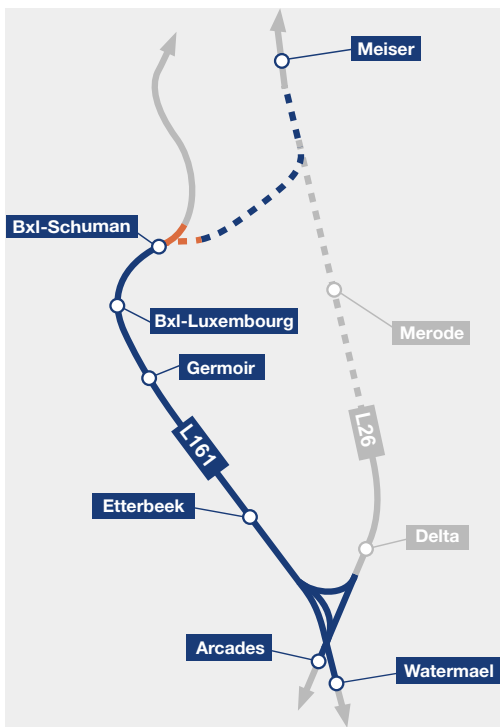 Meiser
Bxl-Schuman
Bxl-Luxembourg
Merode
Germoir
L161
L26
Etterbeek
Delta
Arcades
Watermael